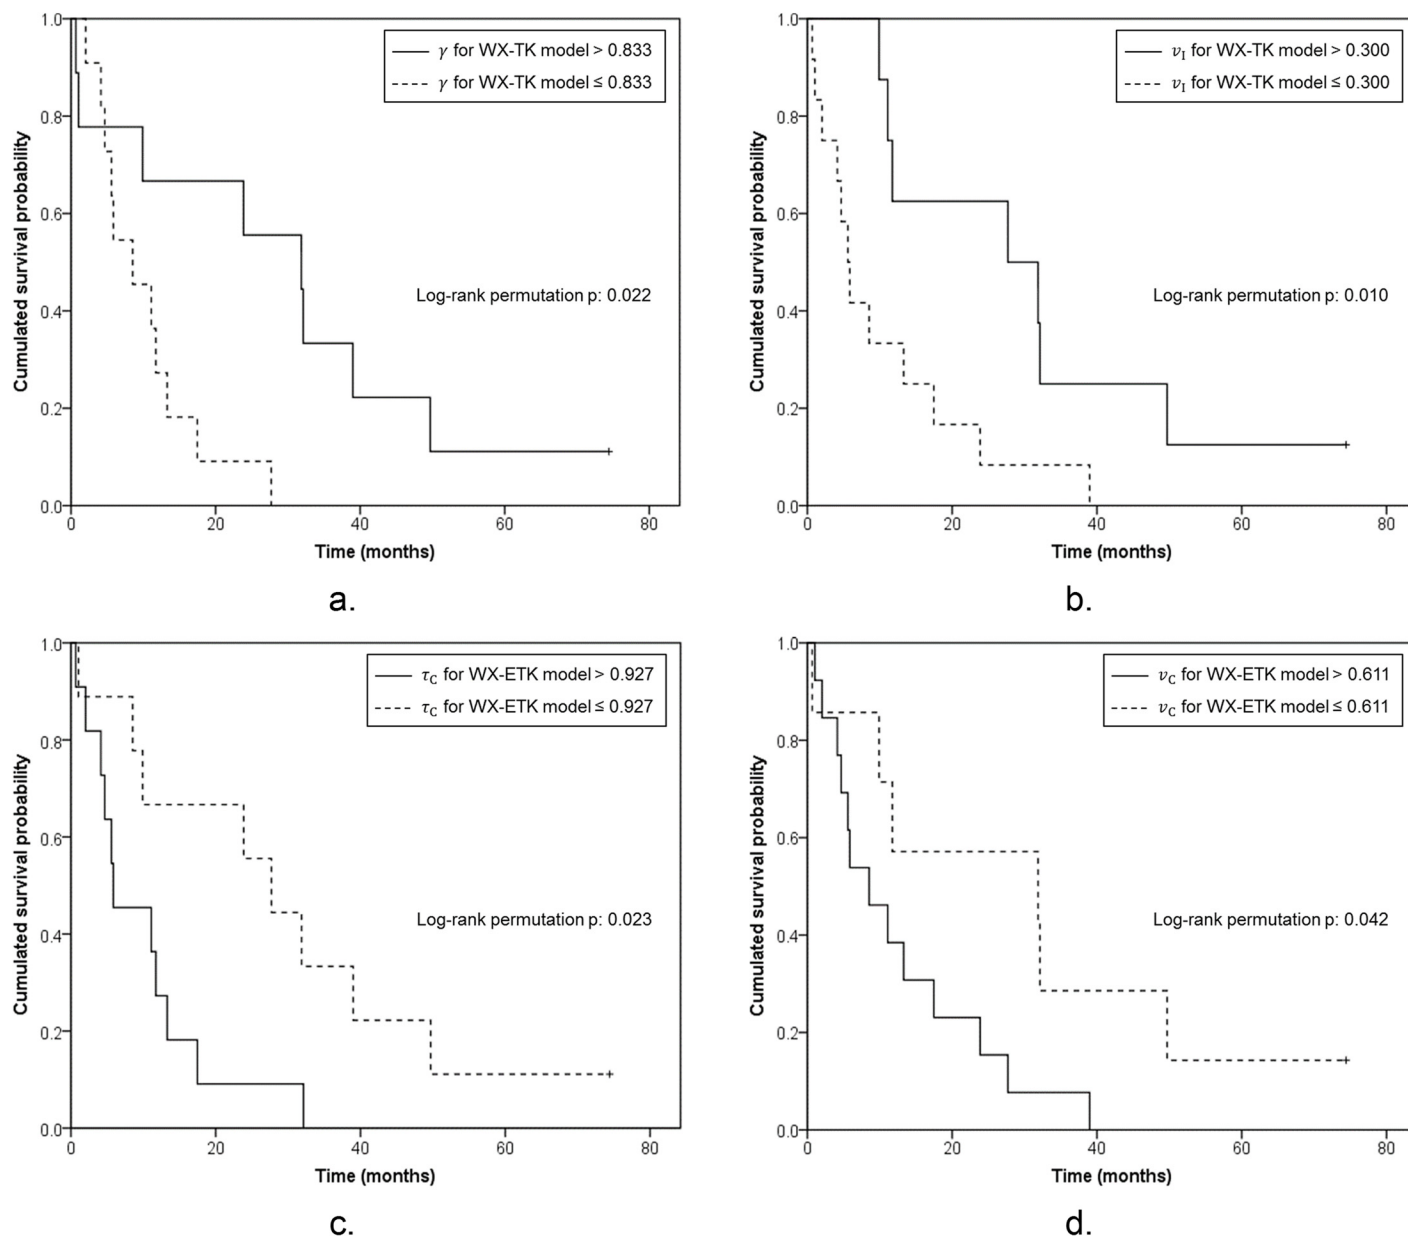 1.0
0.8
0.6
0.4
0.2
0.0
Cumulated survival probability
γ for WX-TK model > 0.833
γ for WX-TK model ≤ 0.833
Log-rank permutation p: 0.022
0 20 40 60 80
Time (months)
a.
1.0
0.8
0.6
0.4
0.2
0.0
Cumulated survival probability
νI for WX-TK model > 0.300
νI for WX-TK model ≤ 0.300
Log-rank permutation p: 0.010
0 20 40 60 80
Time (months)
b.
1.0
0.8
0.6
0.4
0.2
0.0
Cumulated survival probability
τC for WX-ETK model > 0.927
τC for WX-ETK model ≤ 0.927
Log-rank permutation p: 0.023
0 20 40 60 80
Time (months)
c.
1.0
0.8
0.6
0.4
0.2
0.0
Cumulated survival probability
νC for WX-ETK model > 0.611
νC for WX-ETK model ≤ 0.611
Log-rank permutation p: 0.042
0 20 40 60 80
Time (months)
d.